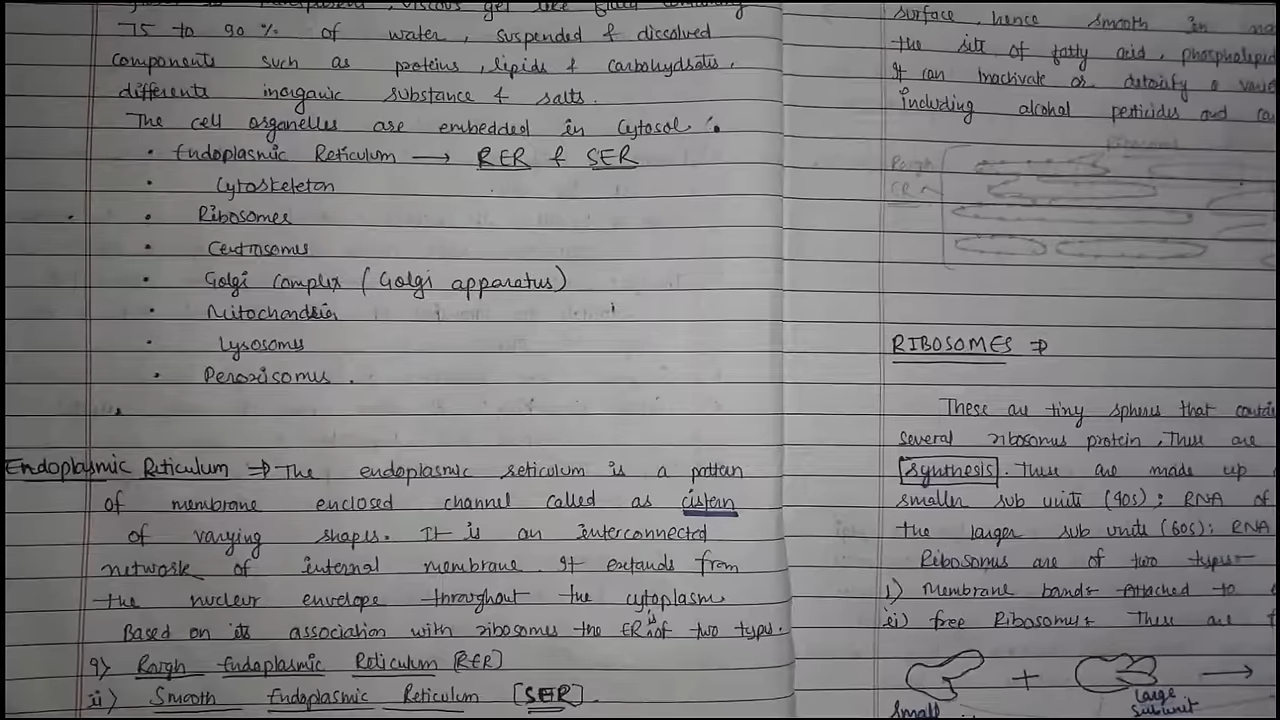 75 to 90 % of water, suspended & dissolved
components such as proteins, lipids & carbohydrates,
differents inorganic substance & salts.
The cell organelles are embedded in Cytosol :
• Endoplasmic Reticulum → RER & SER
• Cytoskeleton
• Ribosomes
• Centrosomes
• Golgi Complex (Golgi apparatus)
• Mitochondria
• Lysosomes
• Peroxisomes.
Endoplasmic Reticulum ⇒ The endoplasmic reticulum is a
of membrane enclosed channel called as cistern
of varying shapes. It is an interconnected
network of internal membrane. It extands from
the nuclear envelope throughout the cytoplasm
Based on its association with ribosomes the ER is of two types.
i) Rough Endoplasmic Reticulum [RER]
ii) Smooth Endoplasmic Reticulum [SER].
surface, hence smooth in
the site of fatty acid, phospholipid
It can inactivate or detoxify a
including alcohal pesticides and
Rough
RIBOSOMES ⇒
These are tiny spheres that
several ribosomes protein, These are
synthesis. These are made up
smaller sub units (40s): RNA of
the larger sub units (60s): RNA
Ribosomes are of two types-
i) Membrane bands- Attached to
ii) free Ribosomes: These are
+ →
Small
Large
Subunit